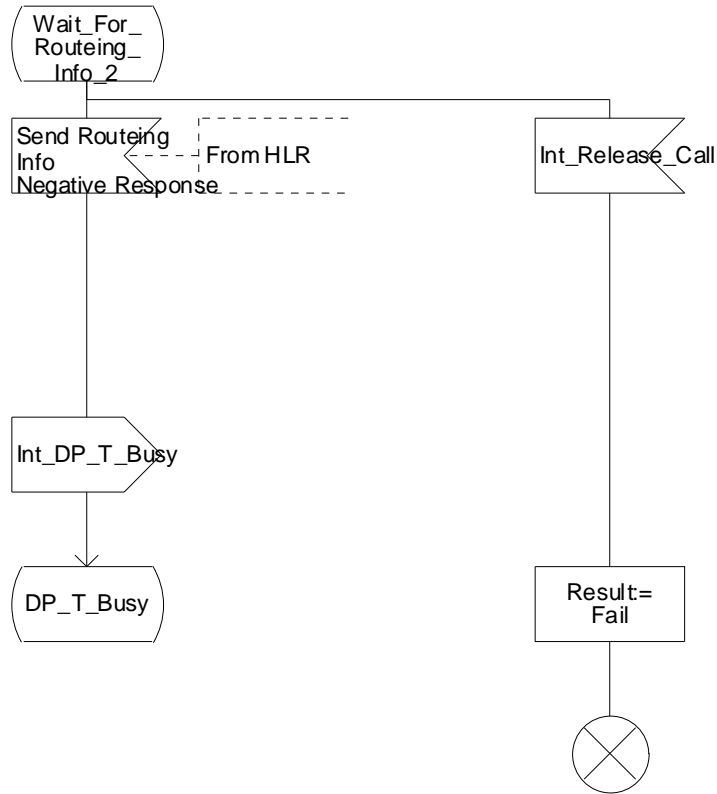 Wait_For_
Routeing_
Info_2
Send Routeing
Info
Negative Response
From HLR
Int_Release_Call
Int_DP_T_Busy
DP_T_Busy
Result:=
Fail